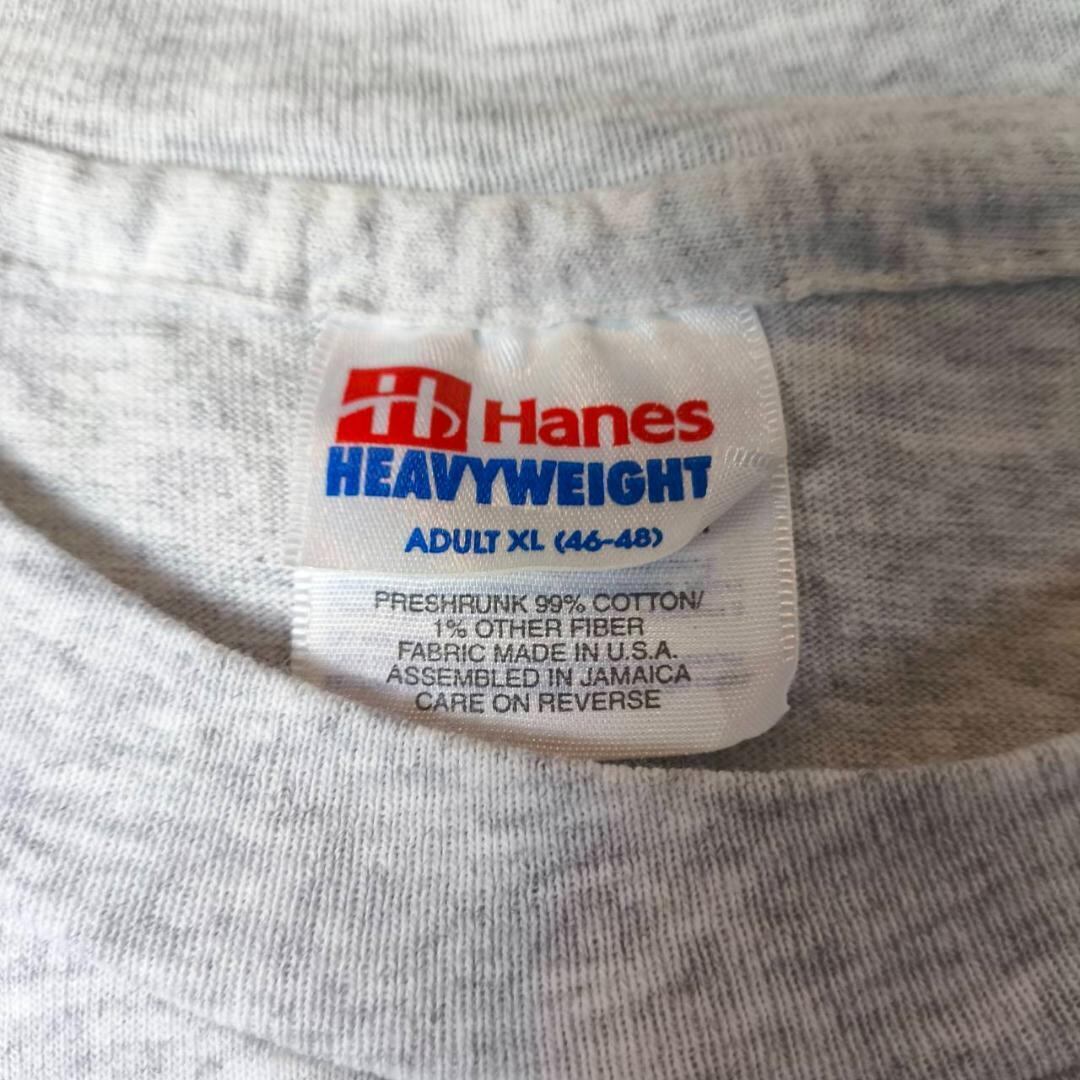 Hanes
HEAVYWEIGHT
ADULT XL (46-48)
PRESHRUNK 99% COTTON/
1% OTHER FIBER
FABRIC MADE IN U.S.A.
ASSEMBLED IN JAMAICA
CARE ON REVERSE